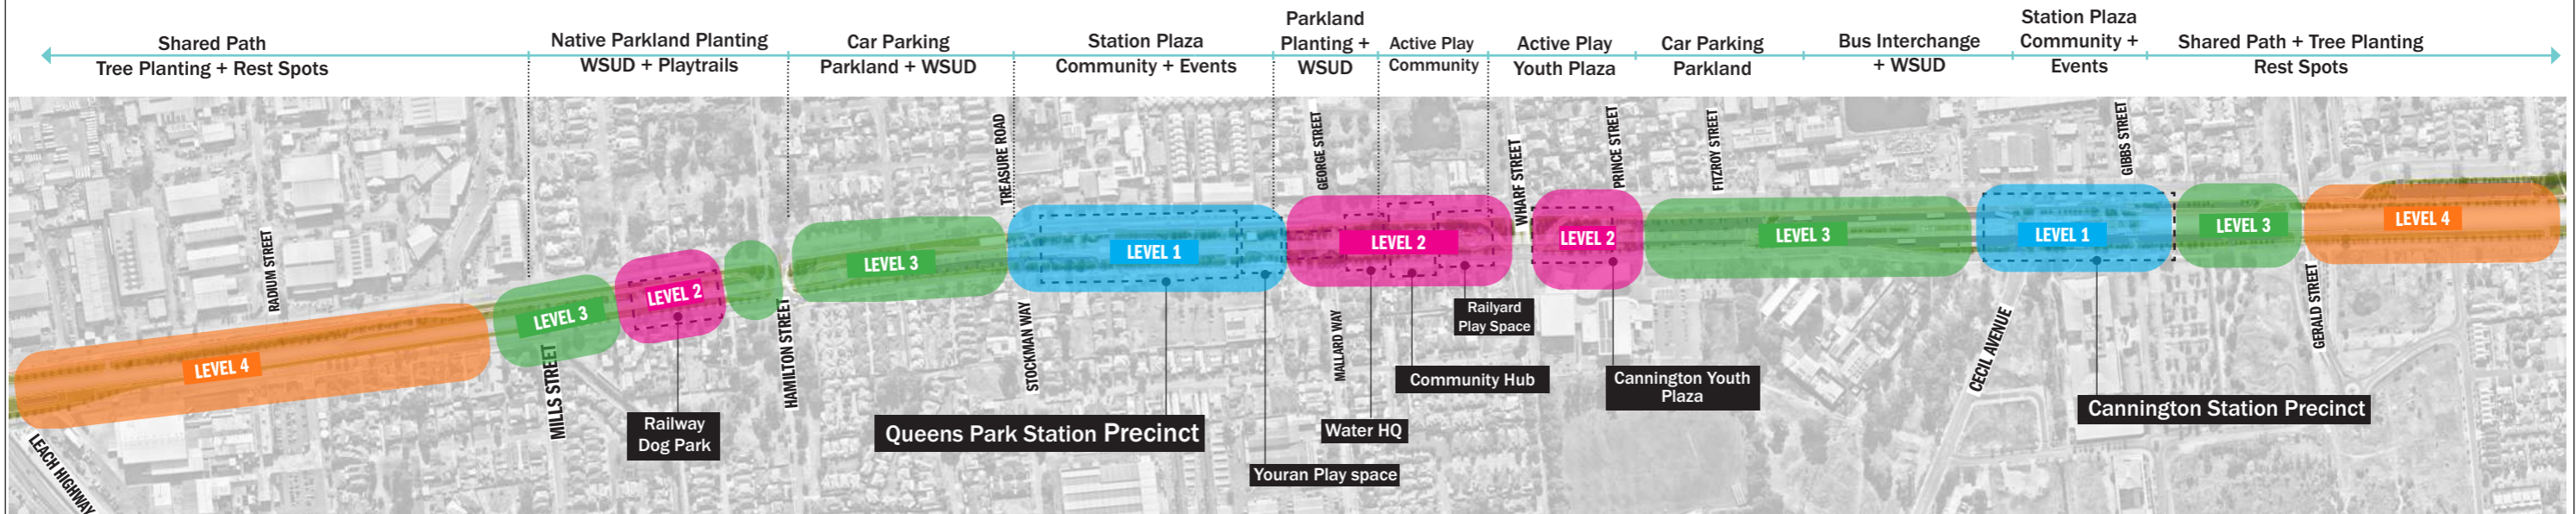 Shared Path
Tree Planting + Rest Spots
Native Parkland Planting
WSUD + Playtrails
Car Parking
Parkland + WSUD
Station Plaza
Community + Events
Parkland
Planting +
WSUD
Active Play
Community
Active Play
Youth Plaza
Car Parking
Parkland
Bus Interchange
+ WSUD
Station Plaza
Community +
Events
Shared Path + Tree Planting
Rest Spots
LEACH HIGHWAY
RADIUM STREET
MILLS STREET
HAMILTON STREET
TREASURE ROAD
STOCKMAN WAY
GEORGE STREET
MALLARD WAY
WHARF STREET
PRINCE STREET
FITZROY STREET
CECIL AVENUE
GIBBS STREET
GERALD STREET
LEVEL 4
LEVEL 3
LEVEL 2
LEVEL 3
LEVEL 1
LEVEL 2
LEVEL 2
LEVEL 3
LEVEL 1
LEVEL 3
LEVEL 4
Railway
Dog Park
Queens Park Station Precinct
Youran Play space
Water HQ
Community Hub
Railyard
Play Space
Cannington Youth
Plaza
Cannington Station Precinct